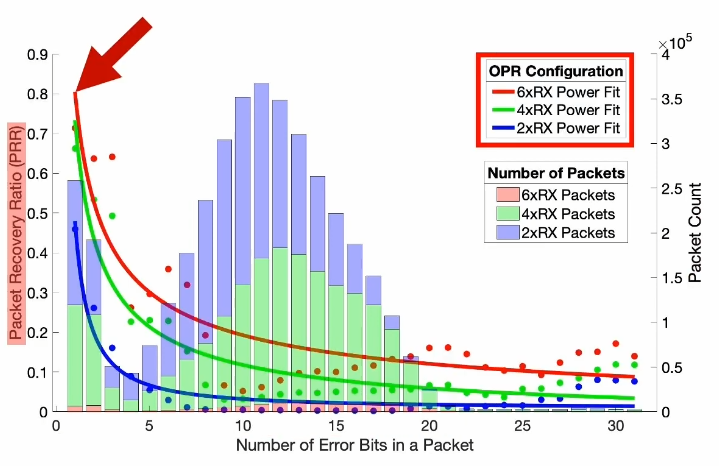 ×10⁵
0.9
0.8
0.7
0.6
0.5
0.4
0.3
0.2
0.1
0
Packet Recovery Ratio (PRR)
OPR Configuration
6xRX Power Fit
4xRX Power Fit
2xRX Power Fit
Number of Packets
6xRX Packets
4xRX Packets
2xRX Packets
4
3.5
3
2.5
2
1.5
1
0.5
0
Packet Count
0 5 10 15 20 25 30
Number of Error Bits in a Packet